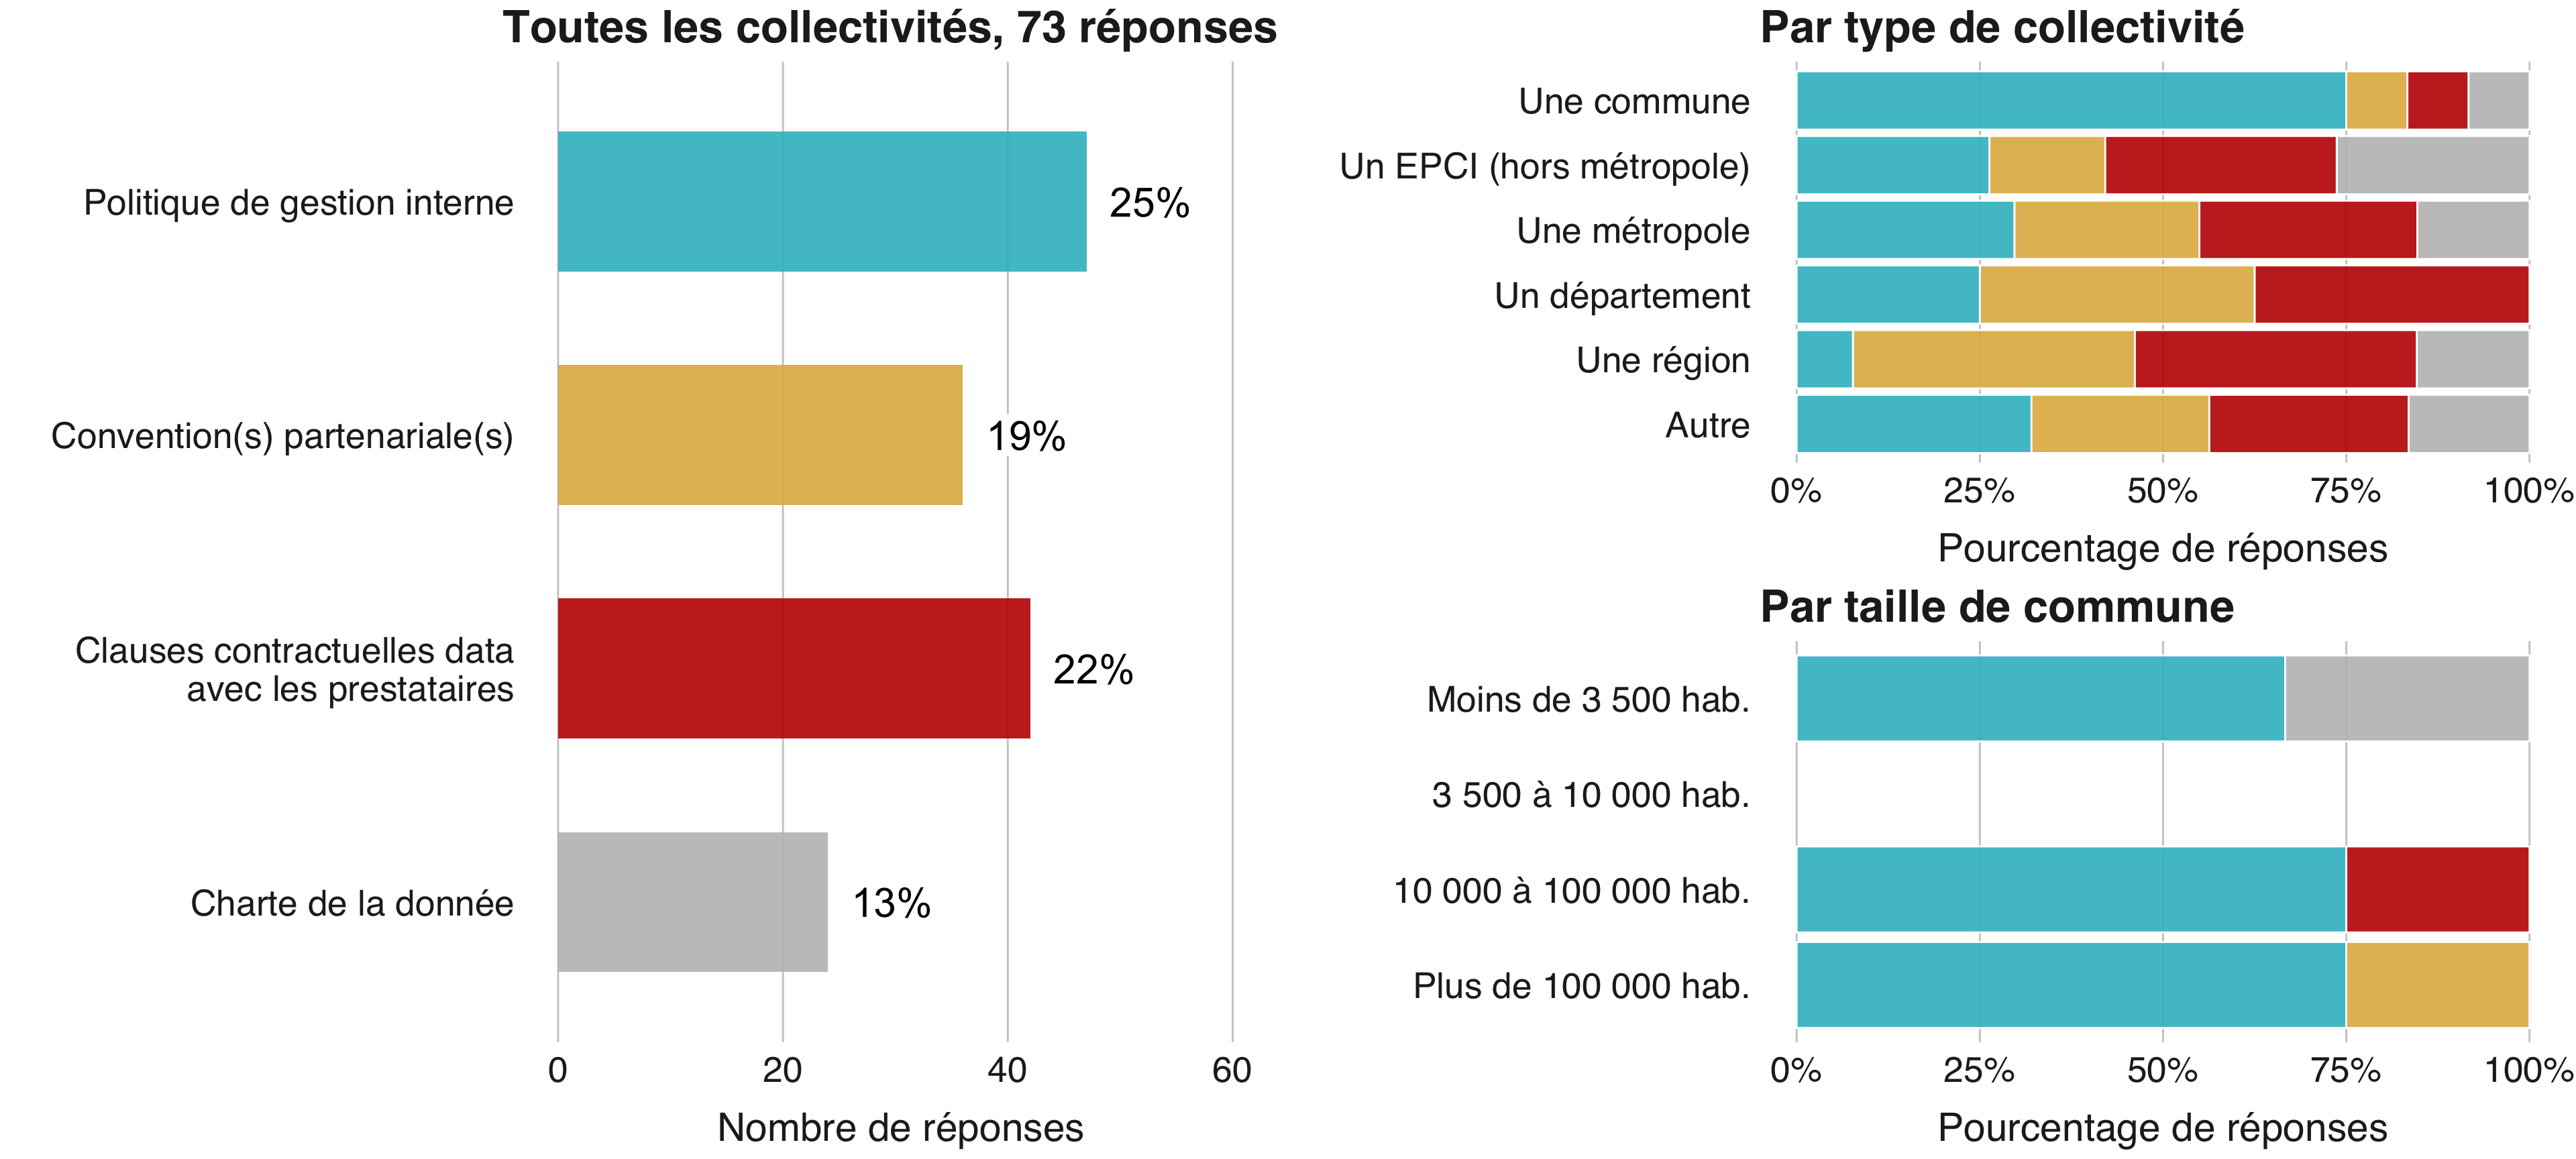 Toutes les collectivités, 73 réponses
Politique de gestion interne
25%
Convention(s) partenariale(s)
19%
Clauses contractuelles data
avec les prestataires
22%
Charte de la donnée
13%
0 20 40 60
Nombre de réponses
Par type de collectivité
Une commune
Un EPCI (hors métropole)
Une métropole
Un département
Une région
Autre
0% 25% 50% 75% 100%
Pourcentage de réponses
Par taille de commune
Moins de 3 500 hab.
3 500 à 10 000 hab.
10 000 à 100 000 hab.
Plus de 100 000 hab.
0% 25% 50% 75% 100%
Pourcentage de réponses